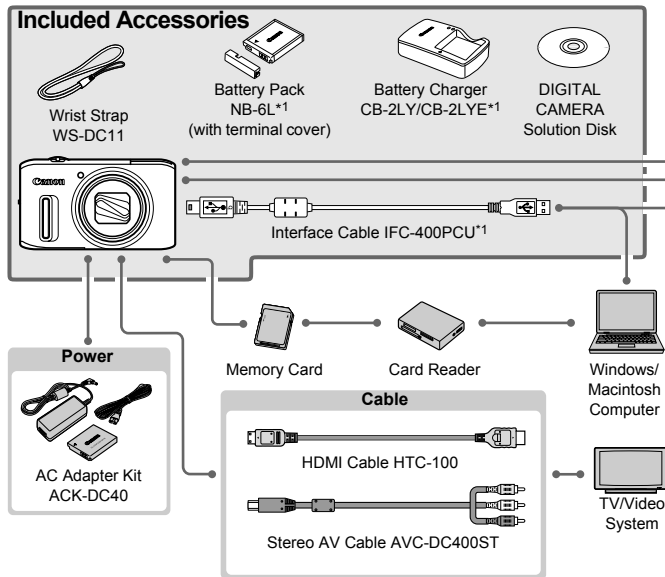 Included Accessories
Wrist Strap
WS-DC11
Battery Pack
NB-6L*1
(with terminal cover)
Battery Charger
CB-2LY/CB-2LYE*1
DIGITAL
CAMERA
Solution Disk
Canon
Interface Cable IFC-400PCU*1
Power
AC Adapter Kit
ACK-DC40
Memory Card
Card Reader
Windows/
Macintosh
Computer
Cable
HDMI Cable HTC-100
Stereo AV Cable AVC-DC400ST
TV/Video
System